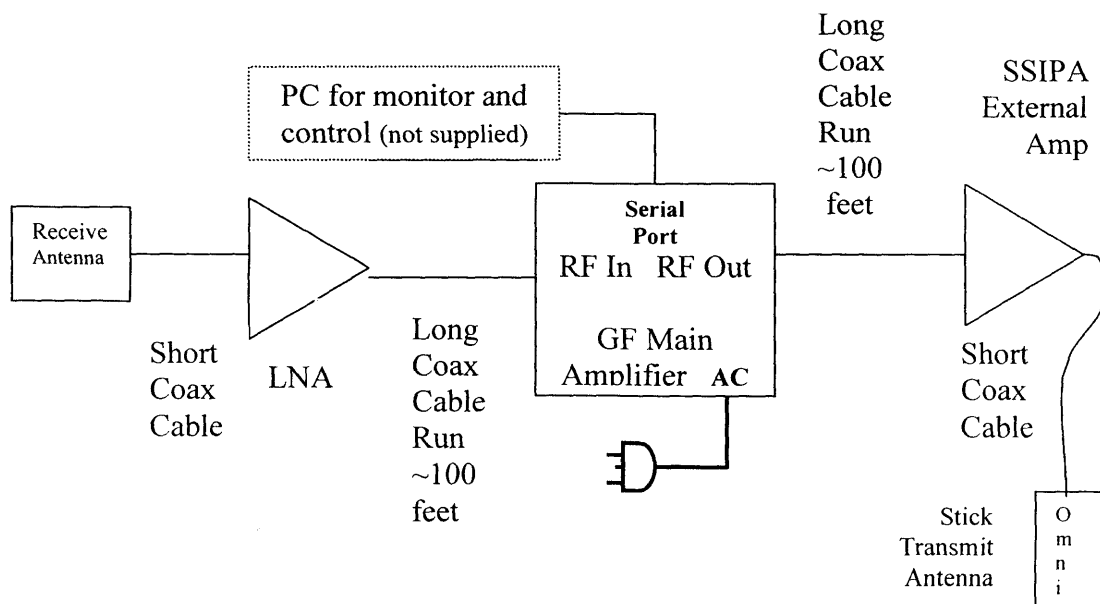 PC for monitor and
control (not supplied)
Long
Coax
Cable
Run
~100
feet
SSIPA
External
Amp
Receive
Antenna
Serial
Port
RF In RF Out
GF Main
Amplifier AC
Short
Coax
Cable
LNA
Long
Coax
Cable
Run
~100
feet
Short
Coax
Cable
Stick
Transmit
Antenna
O
m
n
i